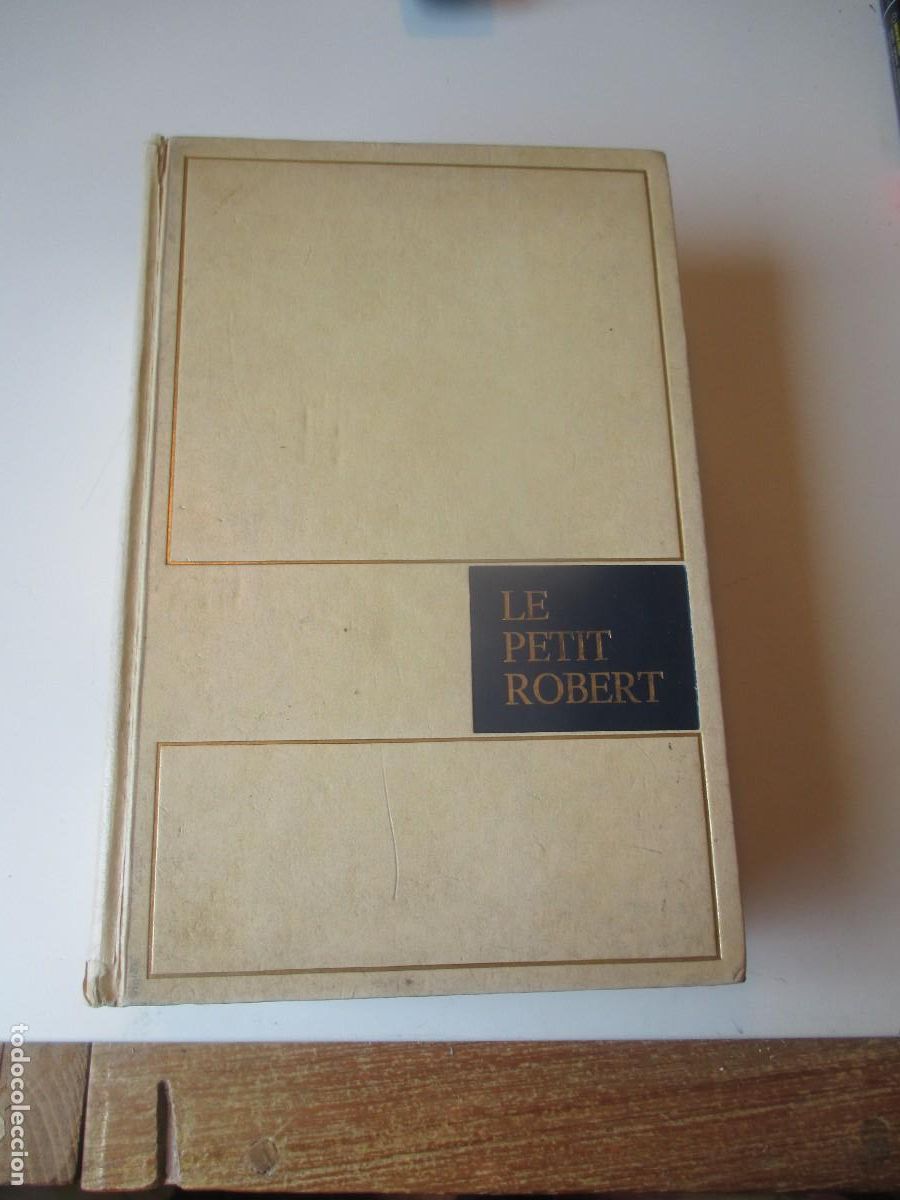 LE
PETIT
ROBERT
todocoleccion